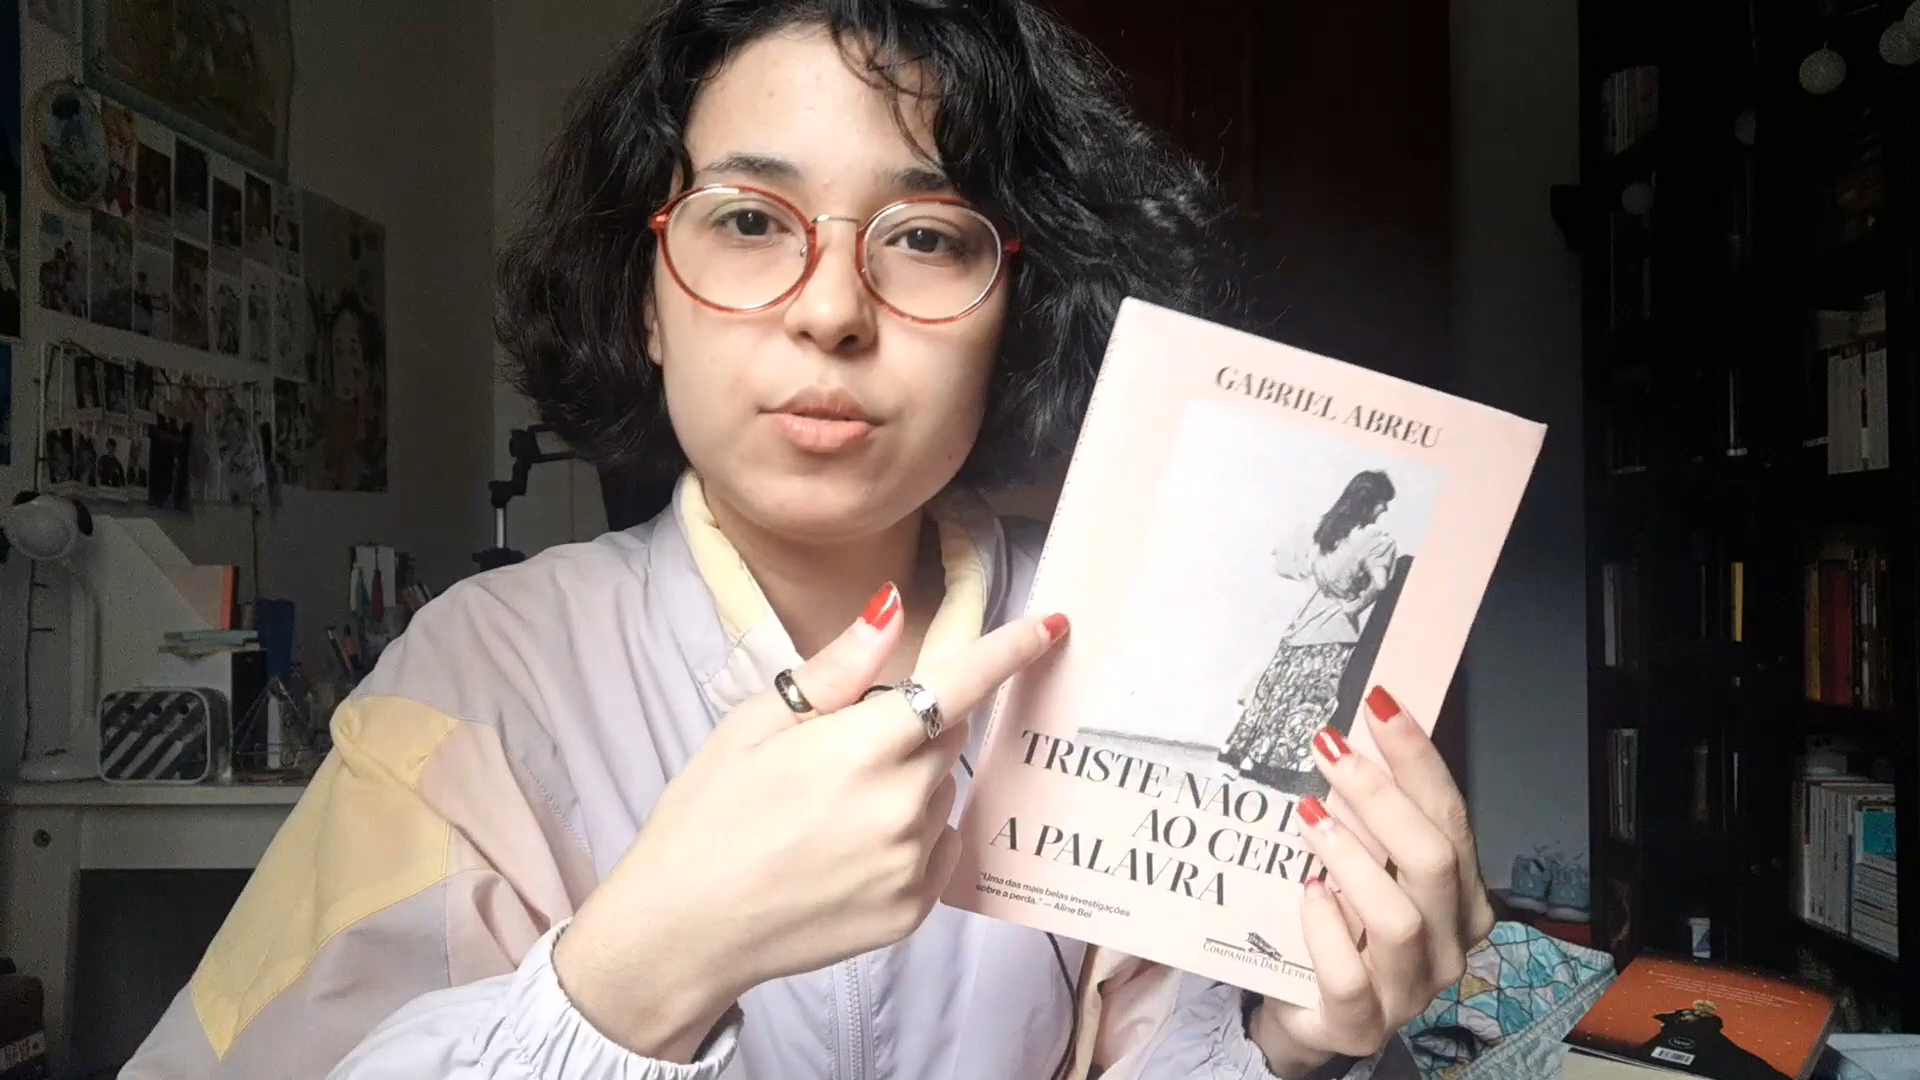 GABRIEL ABREU
TRISTE NÃO
AO CERT
A PALAVRA
"Uma das mais belas investigações
sobre a perda." — Aline Bei
COMPANHIA DAS LETRAS